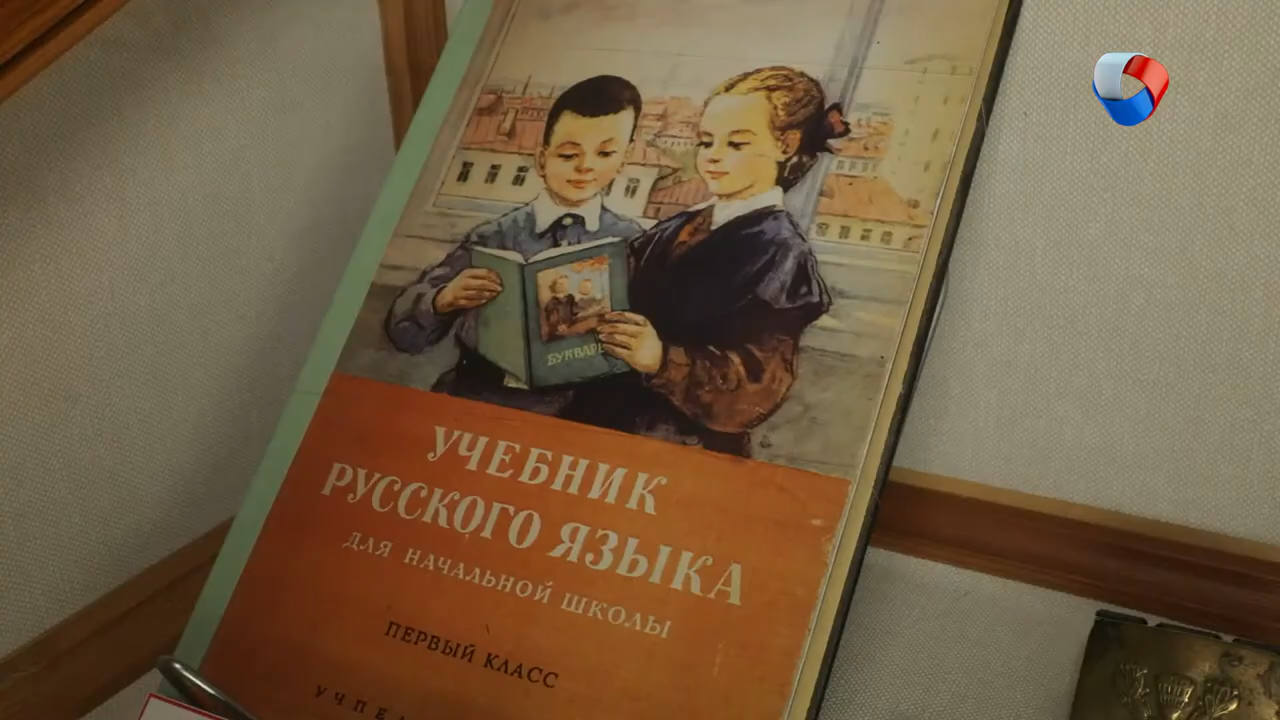 БУКВАРЬ
УЧЕБНИК
РУССКОГО ЯЗЫКА
ДЛЯ НАЧАЛЬНОЙ ШКОЛЫ
ПЕРВЫЙ КЛАСС